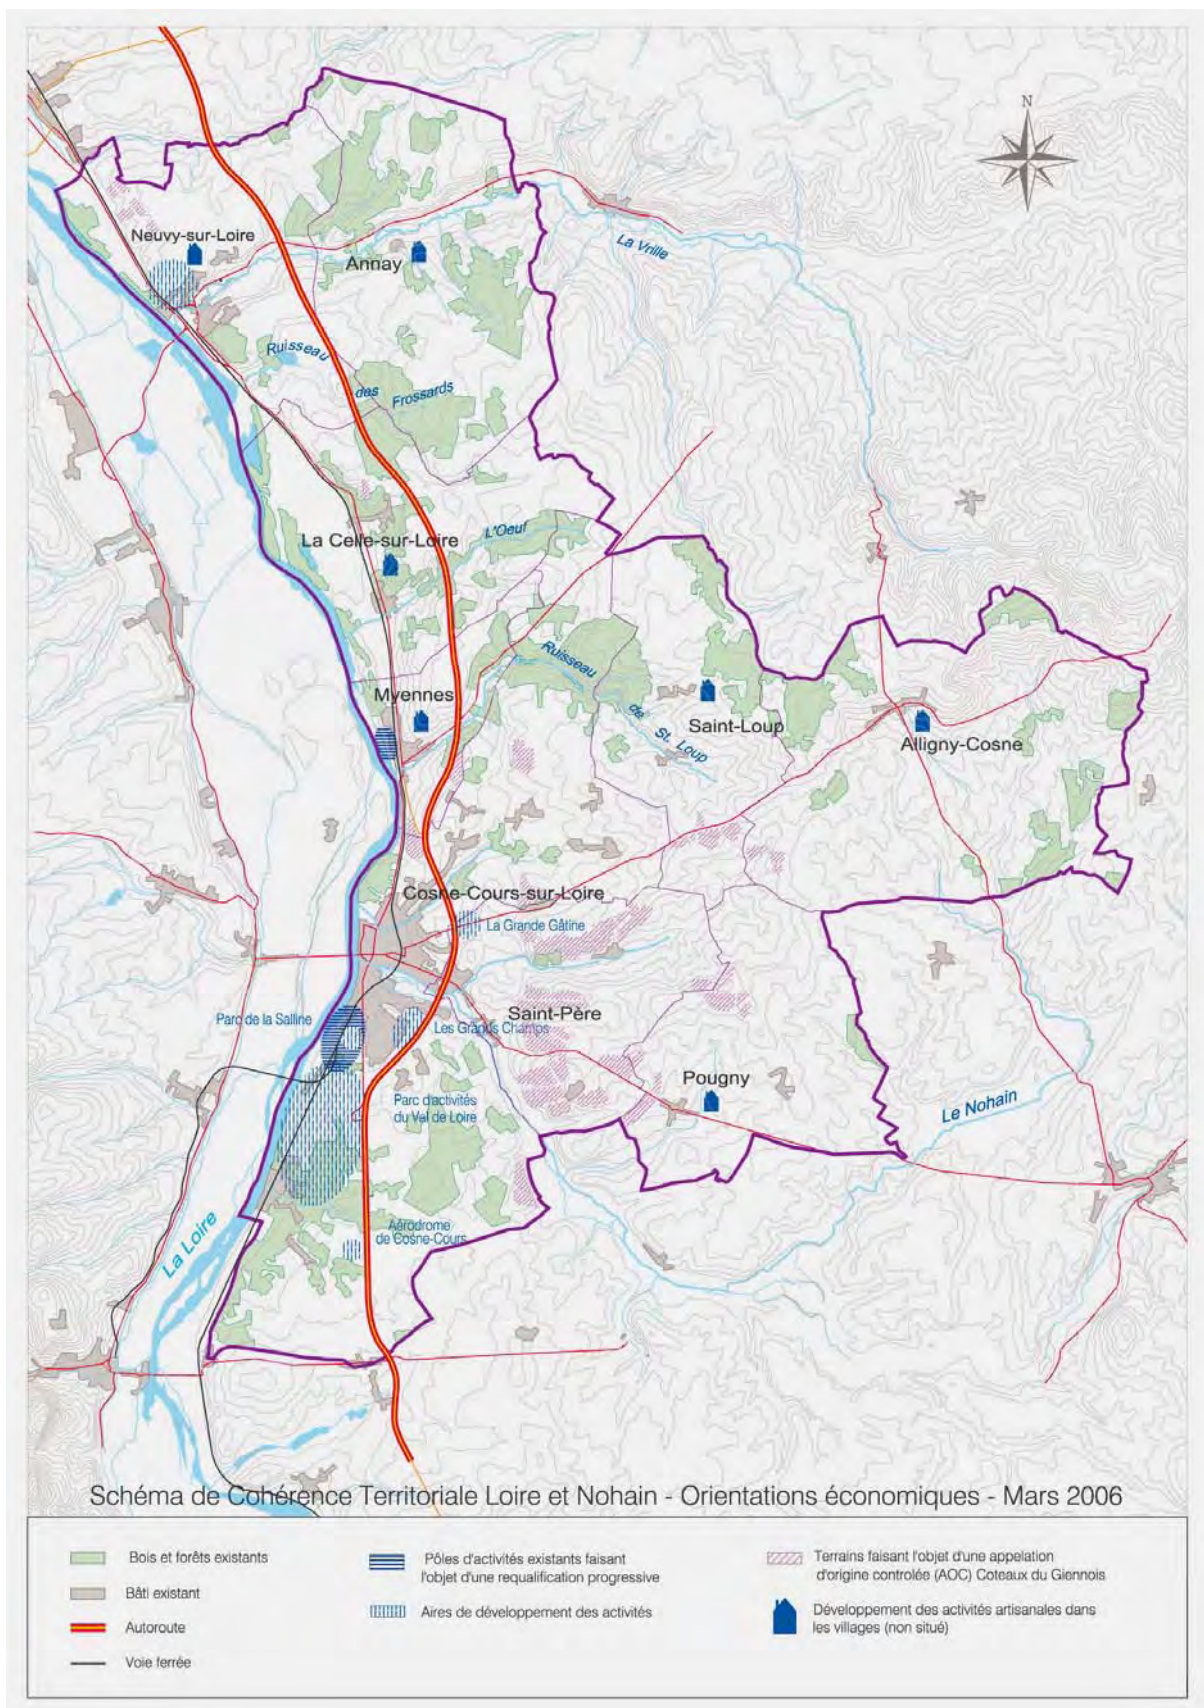 N
Neuvy-sur-Loire
La Vrille
Annay
Ruisseau
des
Frossards
L'Oeuf
La Celle-sur-Loire
Ruisseau
Myennes
Saint-Loup
de St. Loup
Alligny-Cosne
Cosne-Cours-sur-Loire
La Grande Gâtine
Parc de la Salline
Saint-Père
Les Grands Champs
Pougny
Parc d'activités
du Val de Loire
Le Nohain
La Loire
Aérodrome
de Cosne-Cours
Schéma de Cohérence Territoriale Loire et Nohain - Orientations économiques - Mars 2006
Bois et forêts existants
Bâti existant
Autoroute
Voie ferrée
Pôles d'activités existants faisant
l'objet d'une requalification progressive
Aires de développement des activités
Terrains faisant l'objet d'une appelation
d'origine controlée (AOC) Coteaux du Giennois
Développement des activités artisanales dans
les villages (non situé)